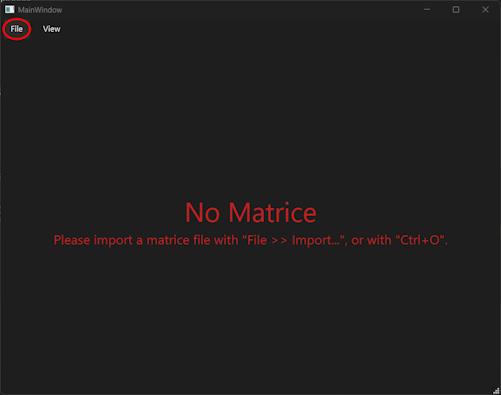 MainWindow
File View
No Matrice
Please import a matrice file with "File >> Import...", or with "Ctrl+O".